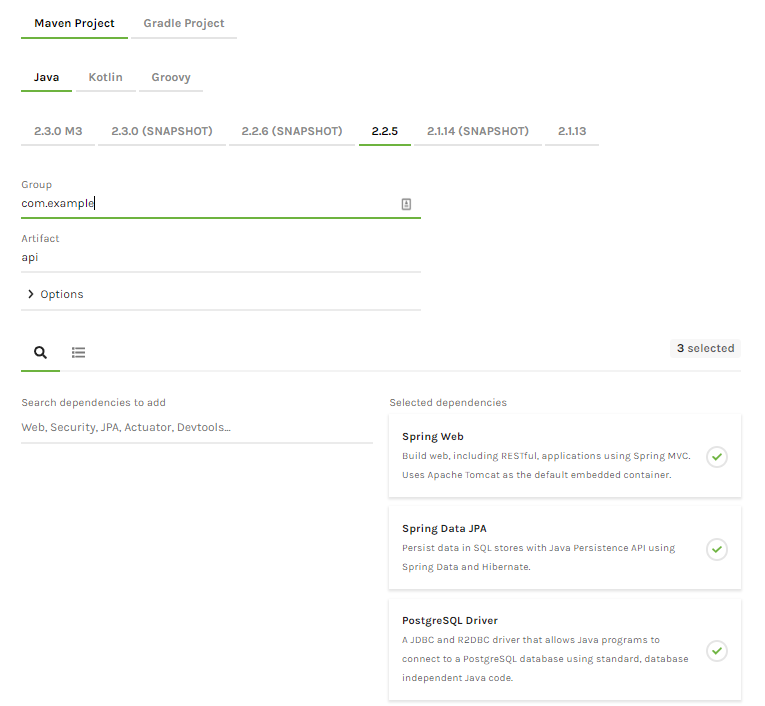 Maven Project Gradle Project
Java Kotlin Groovy
2.3.0 M3 2.3.0 (SNAPSHOT) 2.2.6 (SNAPSHOT) 2.2.5 2.1.14 (SNAPSHOT) 2.1.13
Group
com.example
Artifact
api
Options
3 selected
Search dependencies to add
Web, Security, JPA, Actuator, Devtools...
Selected dependencies
Spring Web
Build web, including RESTful, applications using Spring MVC.
Uses Apache Tomcat as the default embedded container.
Spring Data JPA
Persist data in SQL stores with Java Persistence API using
Spring Data and Hibernate.
PostgreSQL Driver
A JDBC and R2DBC driver that allows Java programs to
connect to a PostgreSQL database using standard, database
independent Java code.